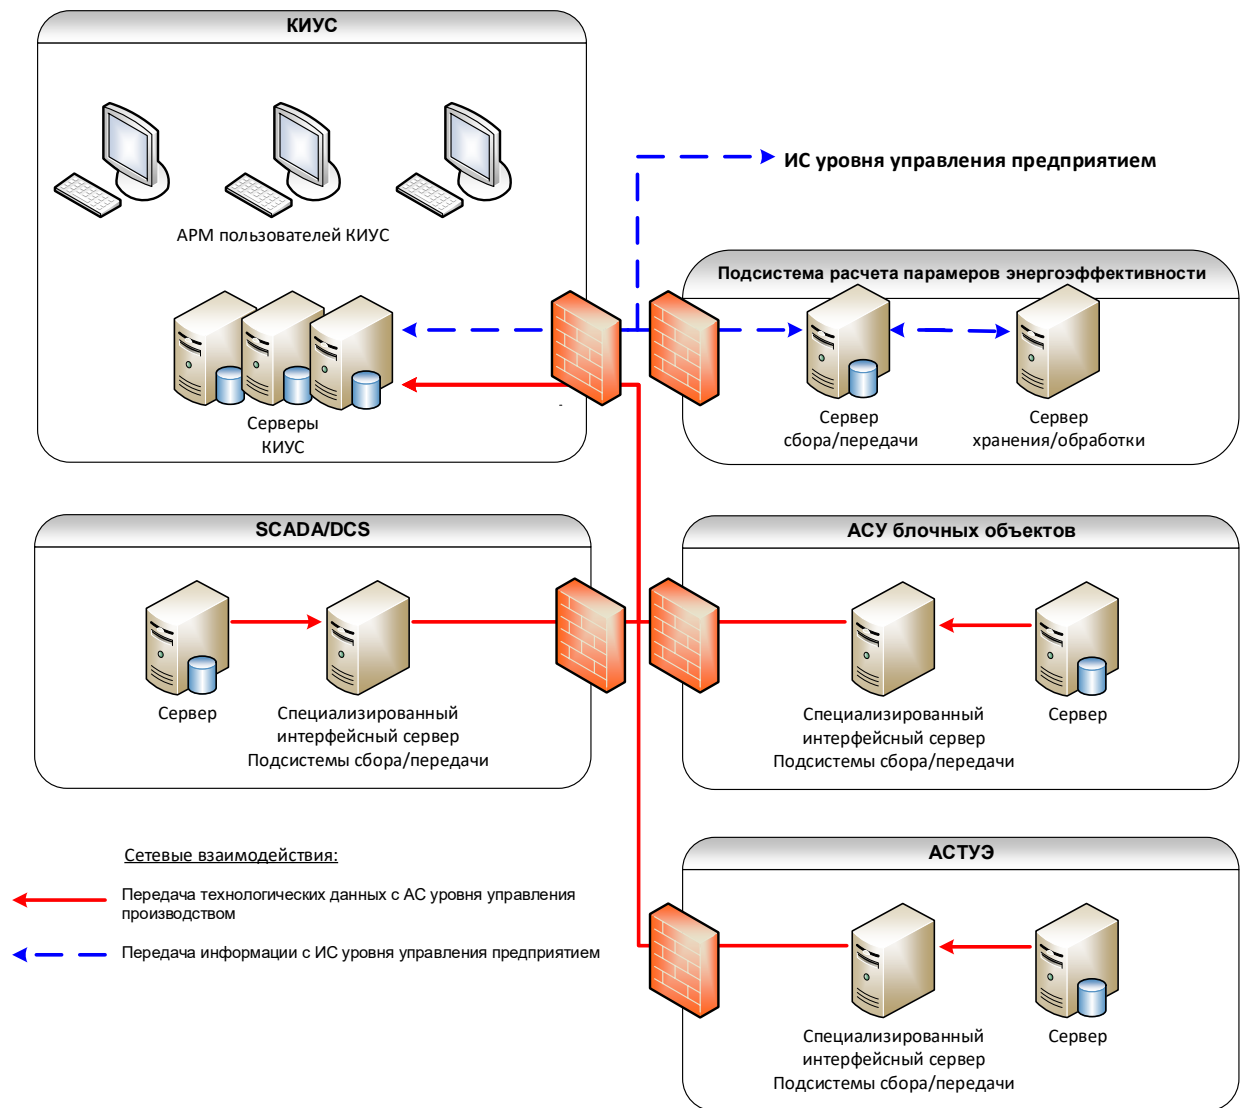 КИУС
АРМ пользователей КИУС
Серверы
КИУС
ИС уровня управления предприятием
Подсистема расчета парамеров энергоэффективности
Сервер
сбора/передачи
Сервер
хранения/обработки
SCADA/DCS
Сервер
Специализированный
интерфейсный сервер
Подсистемы сбора/передачи
АСУ блочных объектов
Специализированный
интерфейсный сервер
Подсистемы сбора/передачи
Сервер
Сетевые взаимодействия:
Передача технологических данных с АС уровня управления
производством
Передача информации с ИС уровня управления предприятием
АСТУЭ
Специализированный
интерфейсный сервер
Подсистемы сбора/передачи
Сервер